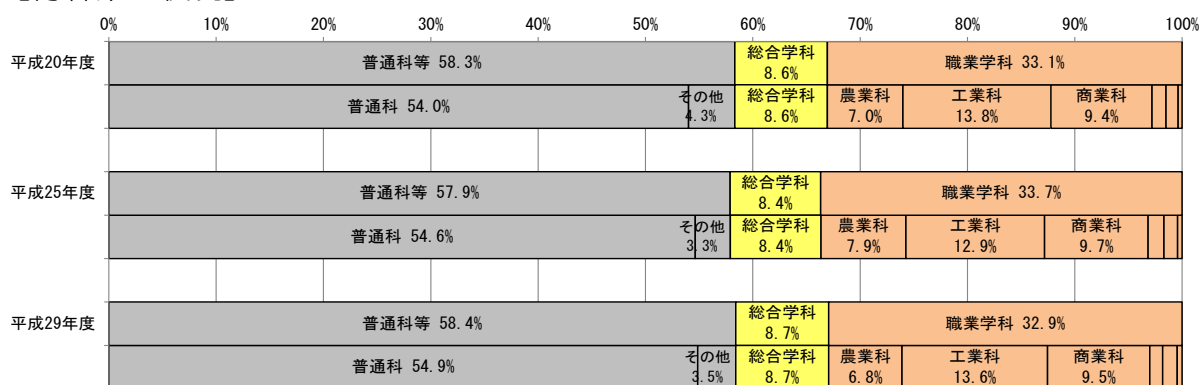 0% 10% 20% 30% 40% 50% 60% 70% 80% 90% 100%
平成20年度
普通科等 58.3%
総合学科
8.6%
職業学科 33.1%
普通科 54.0%
その他
4.3%
総合学科
8.6%
農業科
7.0%
工業科
13.8%
商業科
9.4%
平成25年度
普通科等 57.9%
総合学科
8.4%
職業学科 33.7%
普通科 54.6%
その他
3.3%
総合学科
8.4%
農業科
7.9%
工業科
12.9%
商業科
9.7%
平成29年度
普通科等 58.4%
総合学科
8.7%
職業学科 32.9%
普通科 54.9%
その他
3.5%
総合学科
8.7%
農業科
6.8%
工業科
13.6%
商業科
9.5%